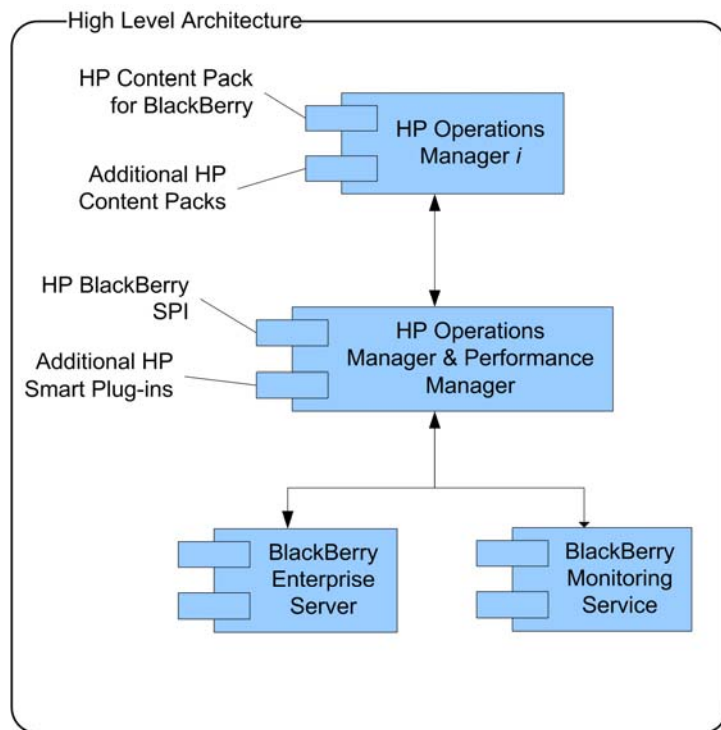 High Level Architecture
HP Content Pack
for BlackBerry
HP Operations
Manager i
Additional HP
Content Packs
HP BlackBerry
SPI
HP Operations
Manager & Performance
Manager
Additional HP
Smart Plug-ins
BlackBerry
Enterprise
Server
BlackBerry
Monitoring
Service